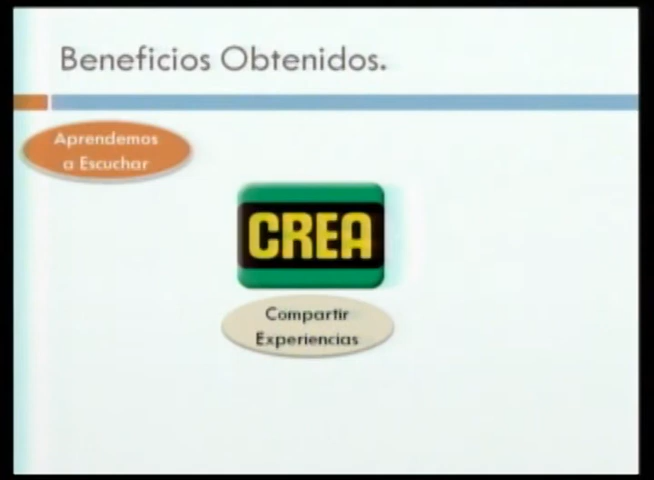 Beneficios Obtenidos.
Aprendemos
a Escuchar
CREA
Compartir
Experiencias